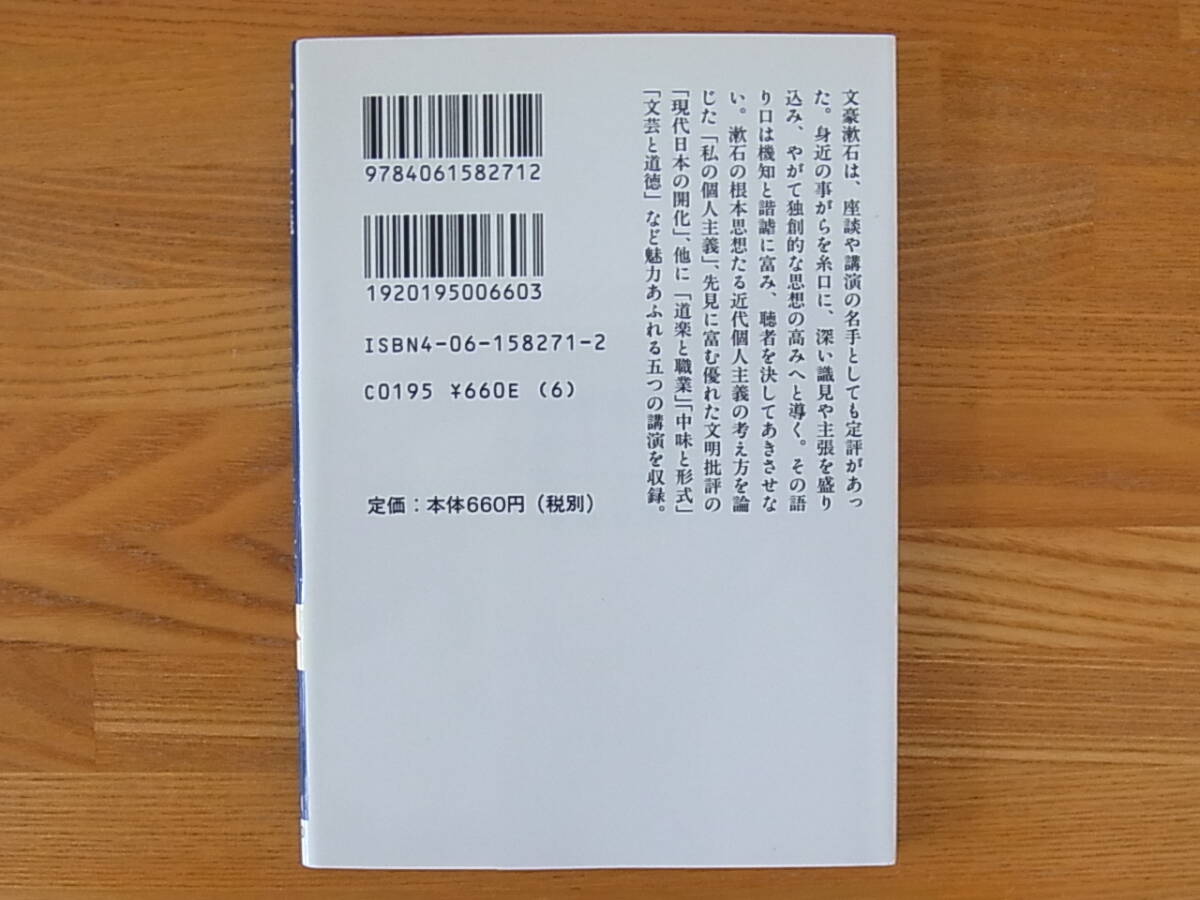 文豪漱石は、座談や講演の名手としても定評があっ
た。身近の事がらを糸口に、深い識見や主張を盛り
込み、やがて独創的な思想の高みへと導く。その語
り口は機知と諧謔に富み、聴者を決してあきさせな
い。漱石の根本思想たる近代個人主義の考え方を論
じた「私の個人主義」、先見に富む優れた文明批評の
「現代日本の開化」、他に「道楽と職業」「中味と形式」
「文芸と道徳」など魅力あふれる五つの講演を収録。
9784061582712
1920195006603
ISBN4-06-158271-2
C0195 ¥660E (6)
定価：本体660円（税別）